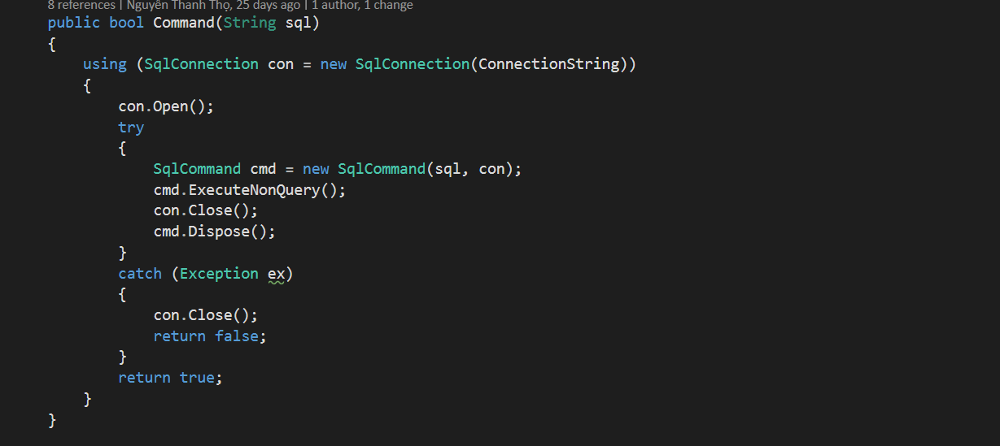 8 references | Nguyễn Thanh Thọ, 25 days ago | 1 author, 1 change
public bool Command(String sql)
{
using (SqlConnection con = new SqlConnection(ConnectionString))
{
con.Open();
try
{
SqlCommand cmd = new SqlCommand(sql, con);
cmd.ExecuteNonQuery();
con.Close();
cmd.Dispose();
}
catch (Exception ex)
{
con.Close();
return false;
}
return true;
}
}